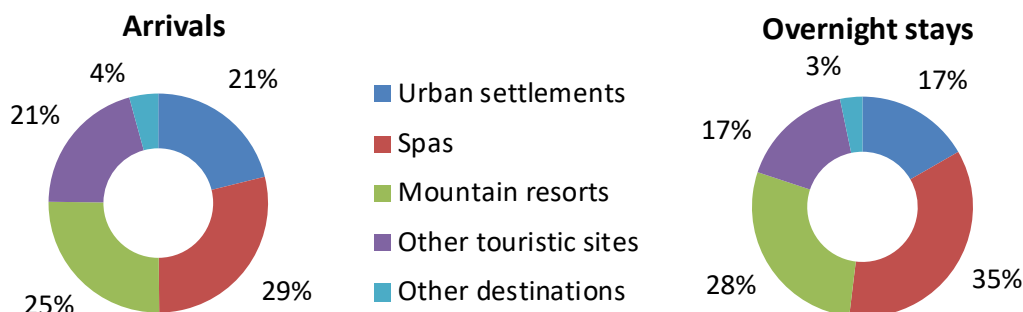 Arrivals
4%
21%
21%
25%
29%
Urban settlements
Spas
Mountain resorts
Other touristic sites
Other destinations
Overnight stays
3%
17%
17%
28%
35%